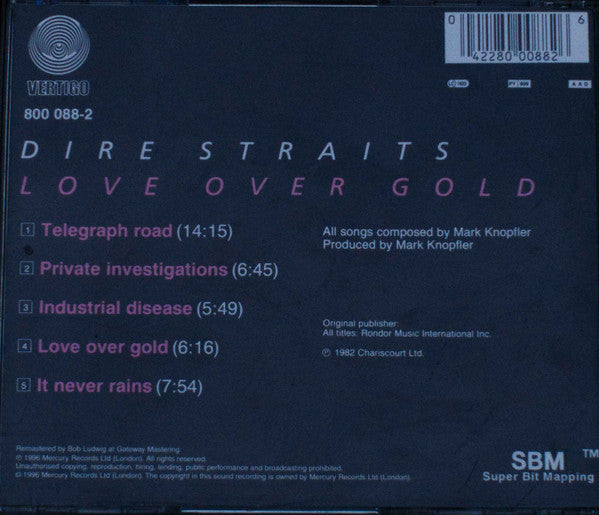 VERTIGO
800 088-2
0 42280 00882 6
PY 899
AAD
DIRE STRAITS
LOVE OVER GOLD
1 Telegraph road (14:15)
2 Private investigations (6:45)
3 Industrial disease (5:49)
4 Love over gold (6:16)
5 It never rains (7:54)
All songs composed by Mark Knopfler
Produced by Mark Knopfler
Original publisher:
All titles: Rondor Music International Inc.
℗ 1982 Chariscourt Ltd.
Remastered by Bob Ludwig at Gateway Mastering.
℗ 1996 Mercury Records Ltd (London). All rights reserved.
Unauthorised copying, reproduction, hiring, lending, public performance and broadcasting prohibited.
© 1996 Mercury Records Ltd (London). The copyright in this sound recording is owned by Mercury Records Ltd (London).
SBM TM
Super Bit Mapping